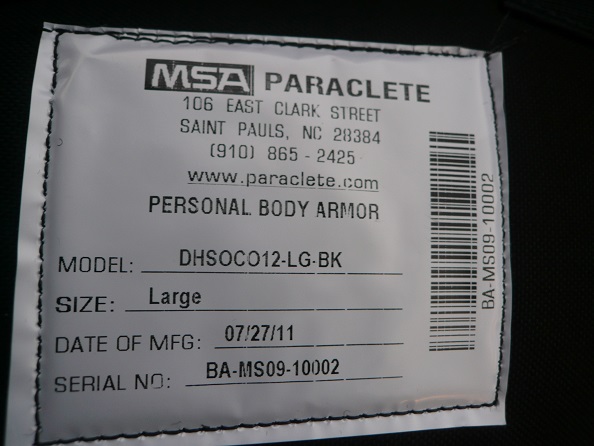 MSA PARACLETE
106 EAST CLARK STREET
SAINT PAULS, NC 28384
(910) 865 - 2425
www.paraclete.com
PERSONAL BODY ARMOR
MODEL: DHSOCO12-LG-BK
SIZE: Large
DATE OF MFG: 07/27/11
SERIAL NO: BA-MS09-10002
BA-MS09-10002